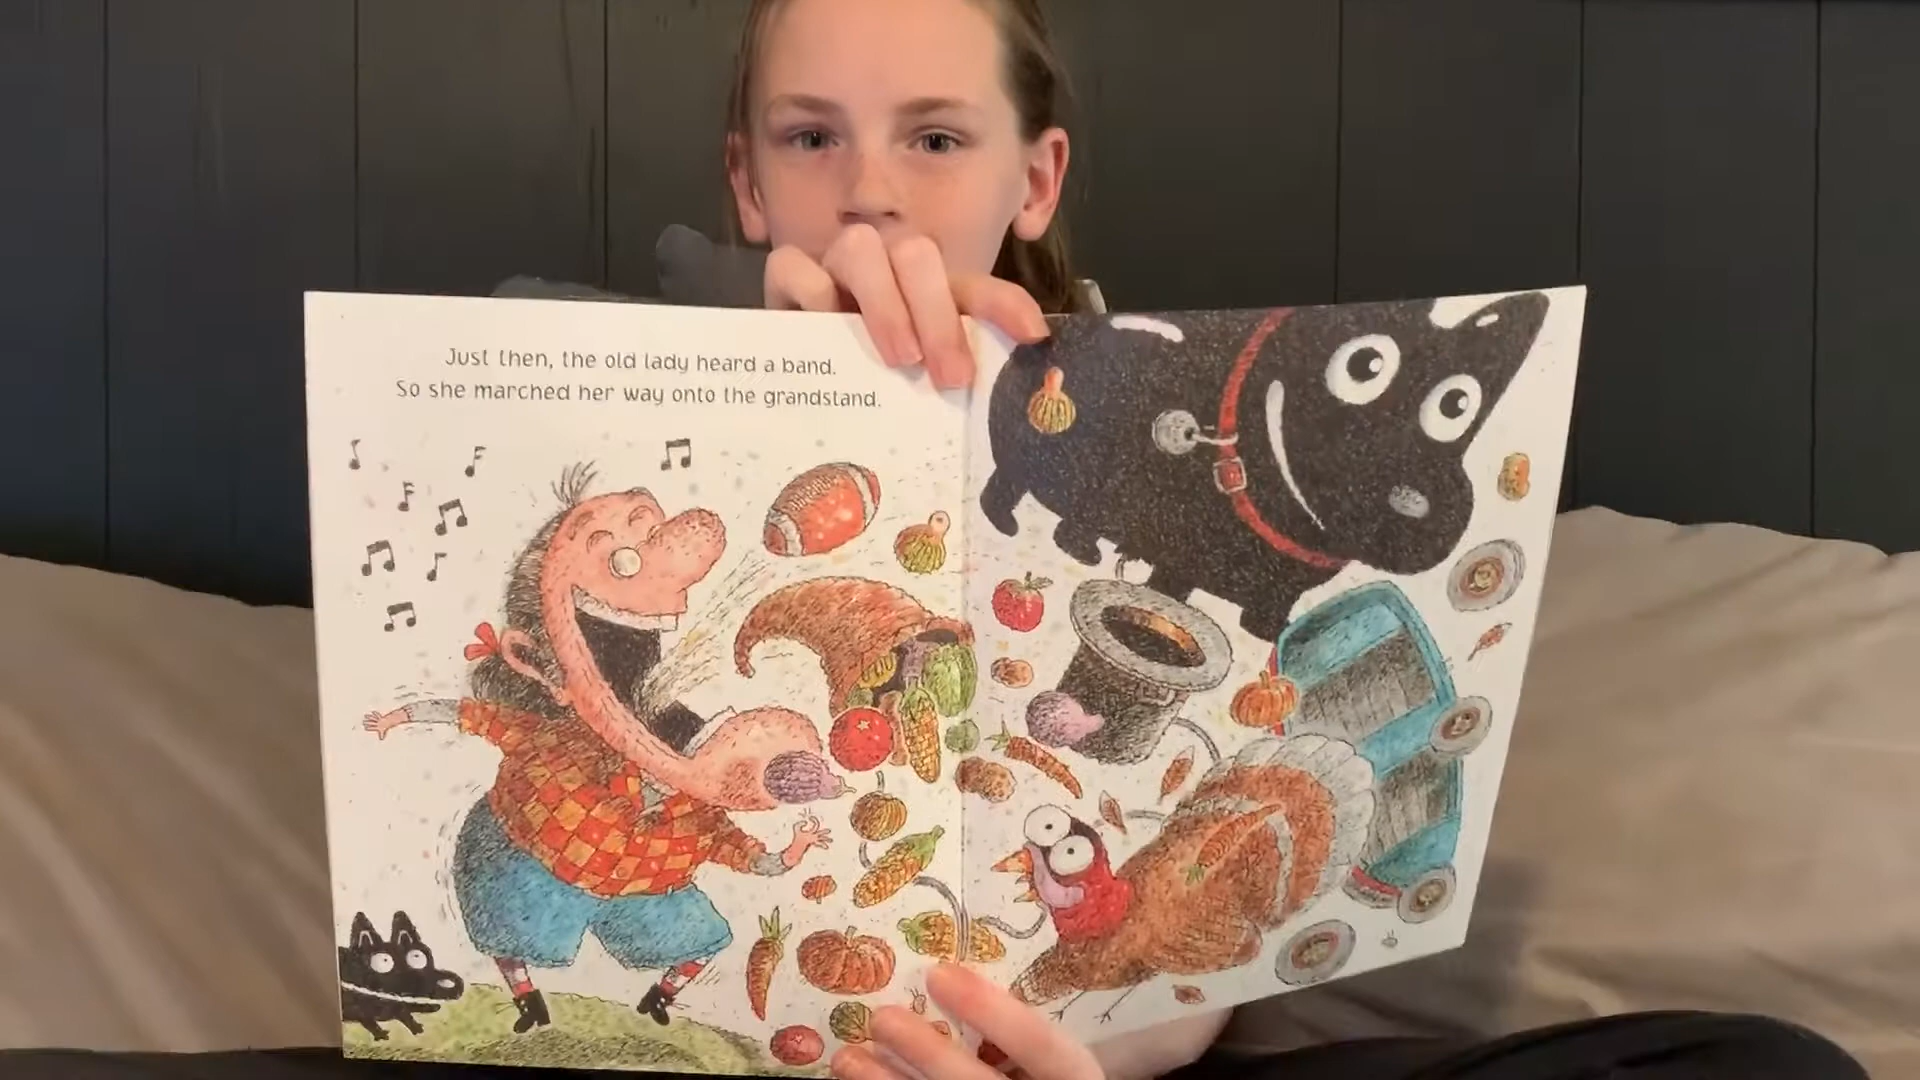 Just then, the old lady heard a band.
So she marched her way onto the grandstand.